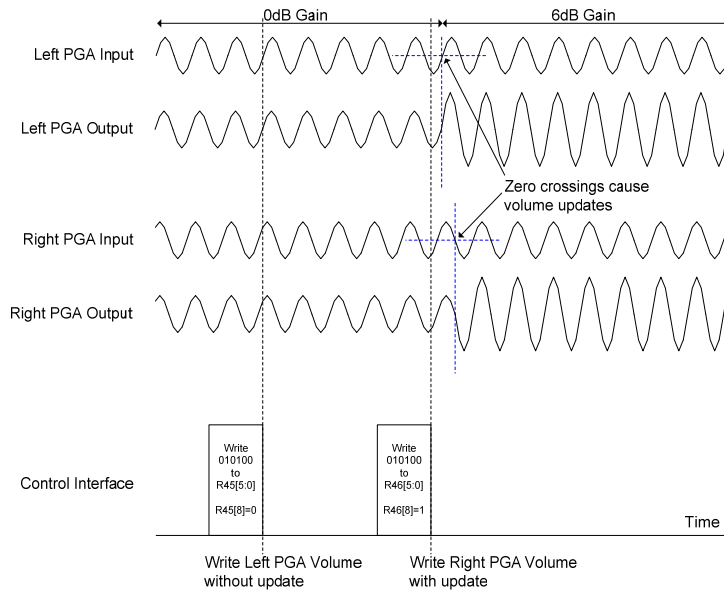 0dB Gain
6dB Gain
Left PGA Input
Left PGA Output
Zero crossings cause
volume updates
Right PGA Input
Right PGA Output
Control Interface
Write
010100
to
R45[5:0]
R45[8]=0
Write
010100
to
R46[5:0]
R46[8]=1
Time
Write Left PGA Volume
without update
Write Right PGA Volume
with update